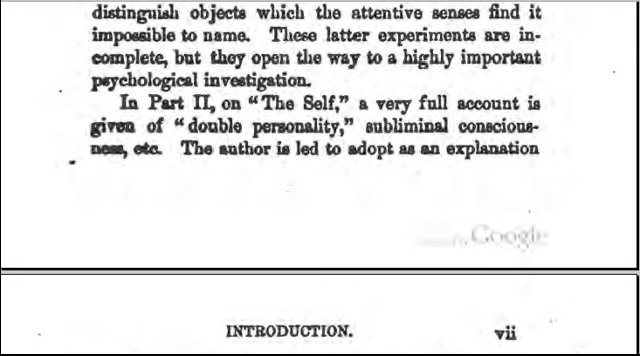 distinguish objects which the attentive senses find it
impossible to name. These latter experiments are in-
complete, but they open the way to a highly important
psychological investigation.
In Part II, on “The Self,” a very full account is
given of “double personality,” subliminal conscious-
ness, etc. The author is led to adopt as an explanation
Google
INTRODUCTION. vii